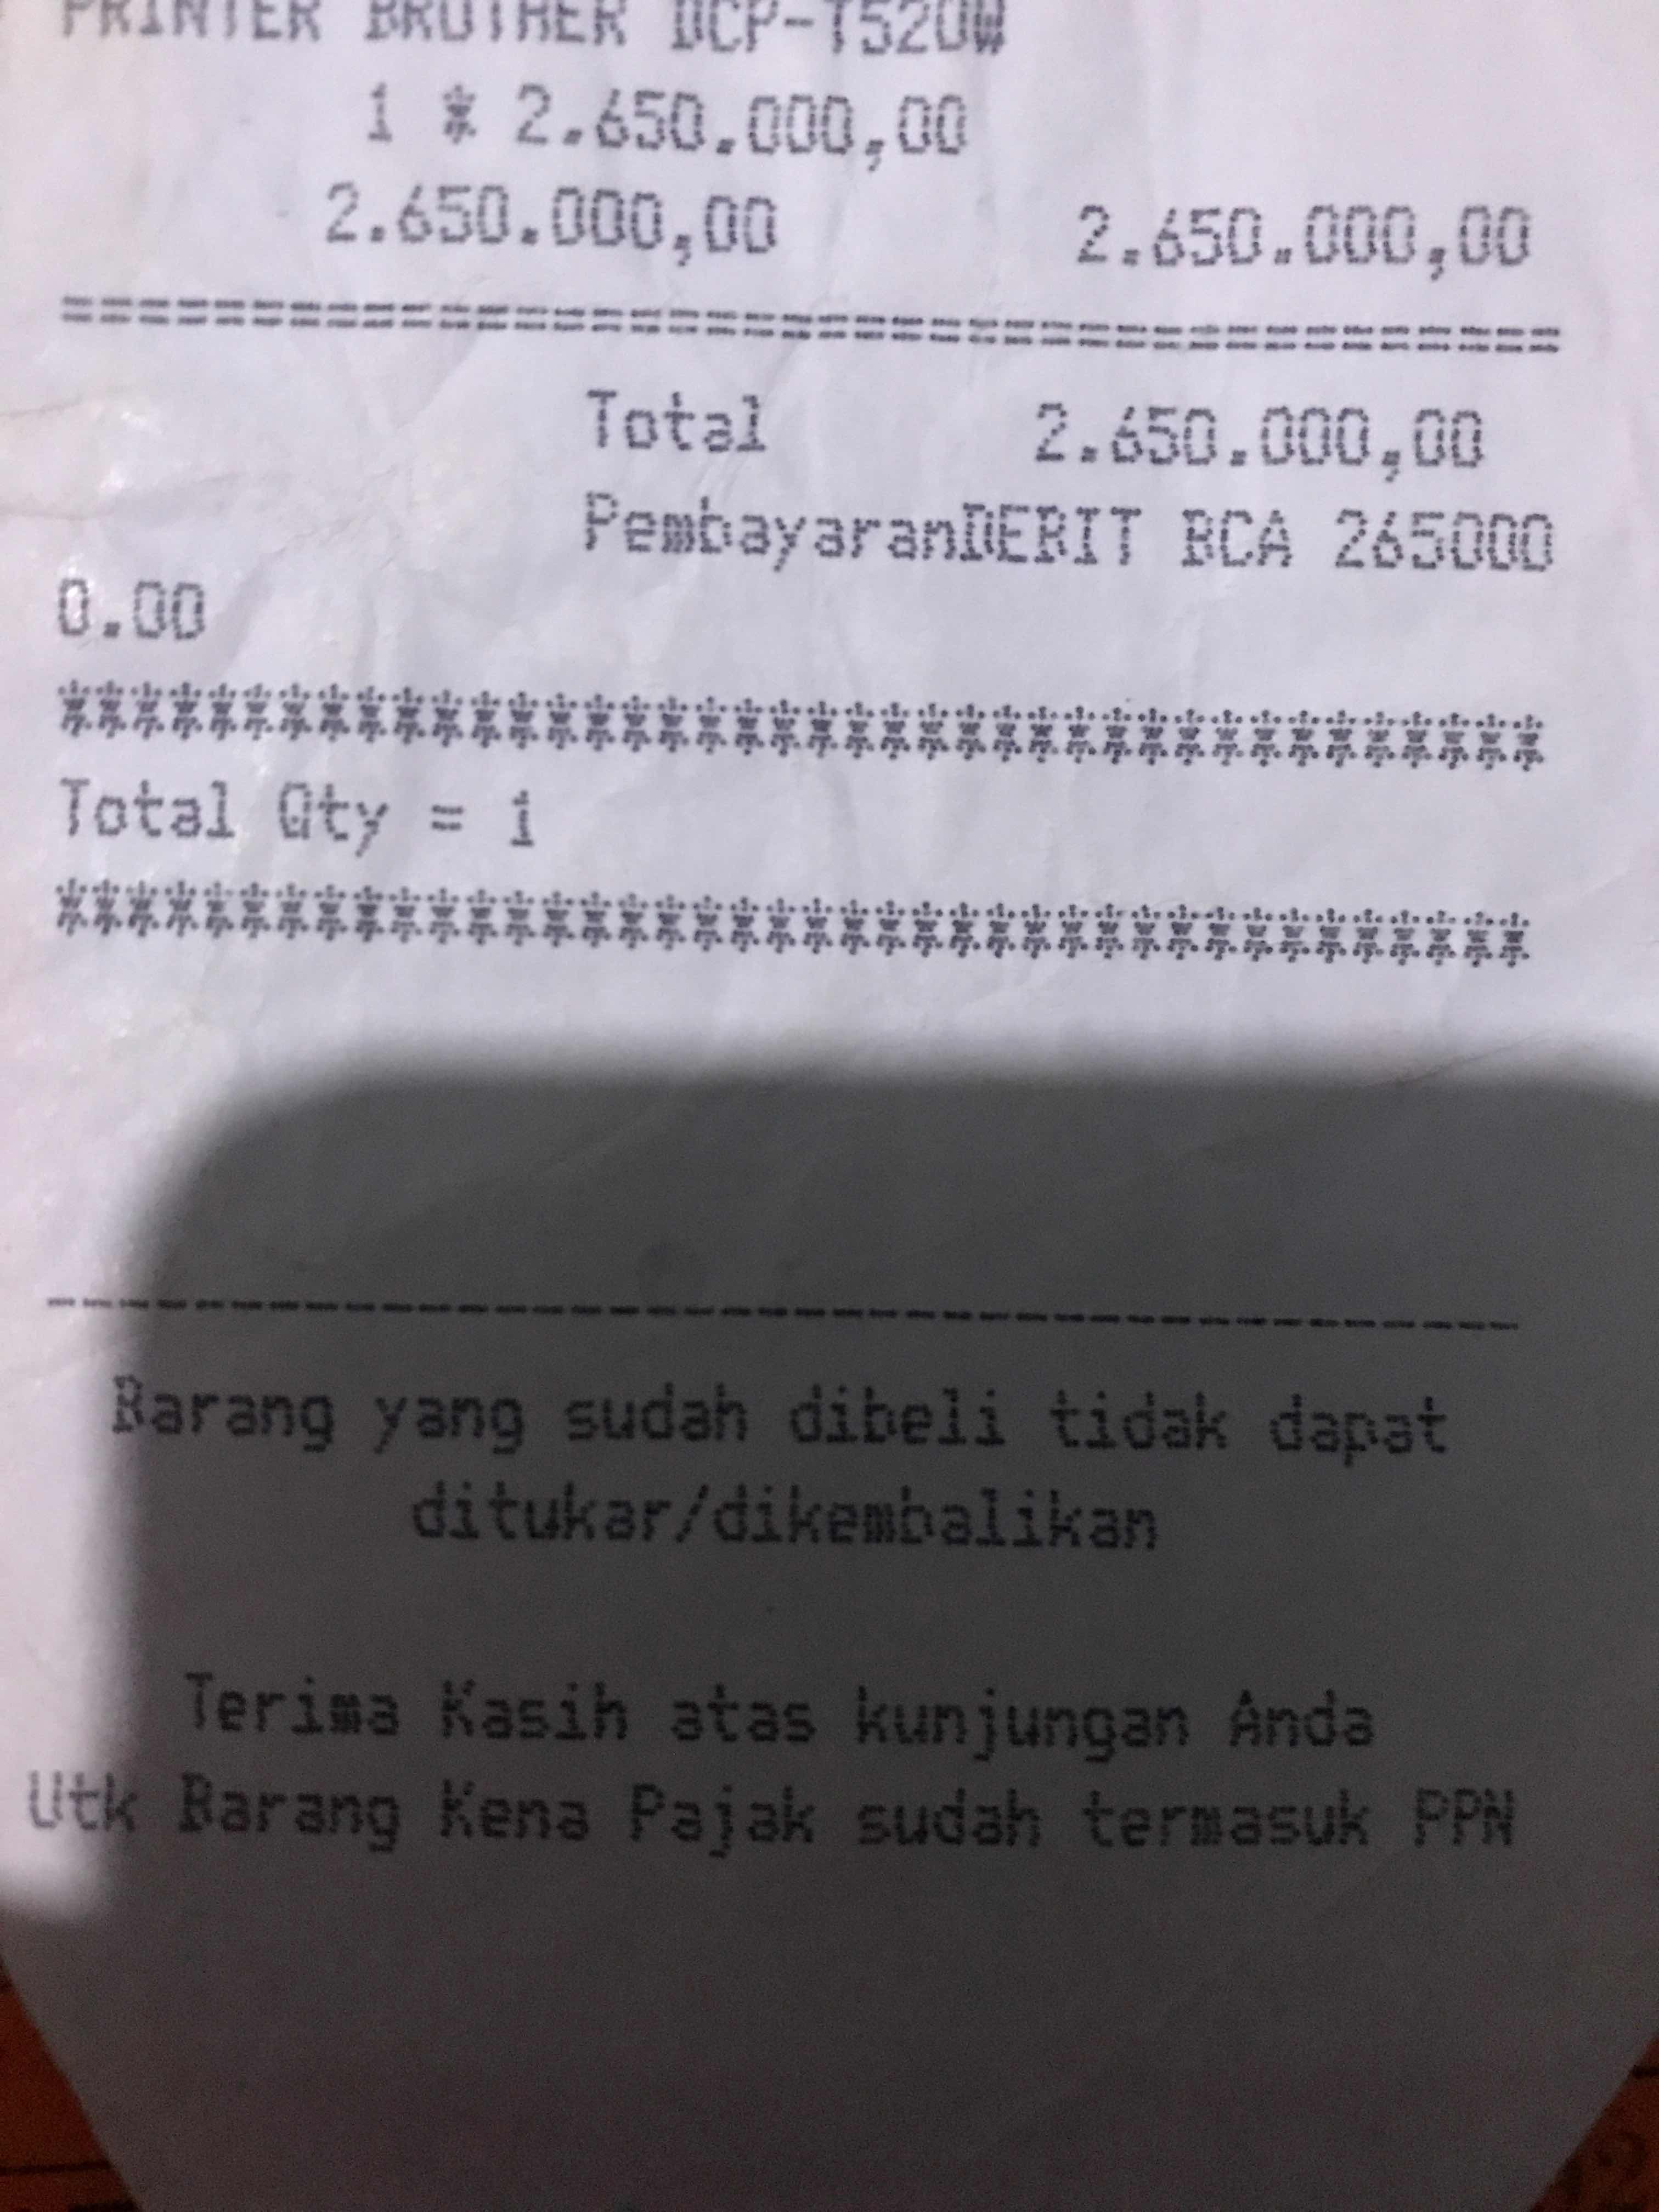 PRINTER BROTHER DCP-T520W
1 * 2.650.000,00
2.650.000,00 2.650.000,00
================================
Total 2.650.000,00
PembayaranDEBIT BCA 265000
0.00
****************************************
Total Qty = 1
****************************************
----------------------------------------
Barang yang sudah dibeli tidak dapat
ditukar/dikembalikan
Terima Kasih atas kunjungan Anda
Utk Barang Kena Pajak sudah termasuk PPN